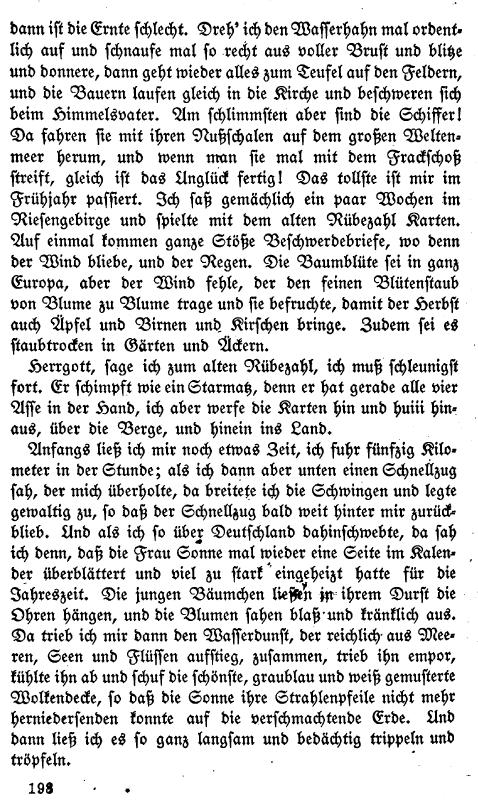 dann ist die Ernte schlecht. Dreh' ich den Wasserhahn mal ordent-
lich auf und schnaufe mal so recht aus voller Brust und blitze
und donnere, dann geht wieder alles zum Teufel auf den Feldern,
und die Bauern laufen gleich in die Kirche und beschweren sich
beim Himmelsvater. Am schlimmsten aber sind die Schiffer!
Da fahren sie mit ihren Nußschalen auf dem großen Welten-
meer herum, und wenn man sie mal mit dem Frackschoß
streift, gleich ist das Unglück fertig! Das tollste ist mir im
Frühjahr passiert. Ich saß gemächlich ein paar Wochen im
Riesengebirge und spielte mit dem alten Rübezahl Karten.
Auf einmal kommen ganze Stöße Beschwerdebriefe, wo denn
der Wind bliebe, und der Regen. Die Baumblüte sei in ganz
Europa, aber der Wind fehle, der den feinen Blütenstaub
von Blume zu Blume trage und sie befruchte, damit der Herbst
auch Äpfel und Birnen und Kirschen bringe. Zudem sei es
staubtrocken in Gärten und Äckern.
Herrgott, sage ich zum alten Rübezahl, ich muß schleunigst
fort. Er schimpft wie ein Starmatz, denn er hat gerade alle vier
Asse in der Hand, ich aber werfe die Karten hin und huiii hin-
aus, über die Berge, und hinein ins Land.
Anfangs ließ ich mir noch etwas Zeit, ich fuhr fünfzig Kilo-
meter in der Stunde; als ich dann aber unten einen Schnellzug
sah, der mich überholte, da breitete ich die Schwingen und legte
gewaltig zu, so daß der Schnellzug bald weit hinter mir zurück-
blieb. Und als ich so über Deutschland dahinschwebte, da sah
ich denn, daß die Frau Sonne mal wieder eine Seite im Kalen-
der überblättert und viel zu stark eingeheizt hatte für die
Jahreszeit. Die jungen Bäumchen ließen in ihrem Durst die
Ohren hängen, und die Blumen sahen blaß und kränklich aus.
Da trieb ich mir dann den Wasserdunst, der reichlich aus Mee-
ren, Seen und Flüssen aufstieg, zusammen, trieb ihn empor,
kühlte ihn ab und schuf die schönste, graublau und weiß gemusterte
Wolkendecke, so daß die Sonne ihre Strahlenpfeile nicht mehr
herniedersenden konnte auf die verschmachtende Erde. Und
dann ließ ich es so ganz langsam und bedächtig trippeln und
tröpfeln.
198